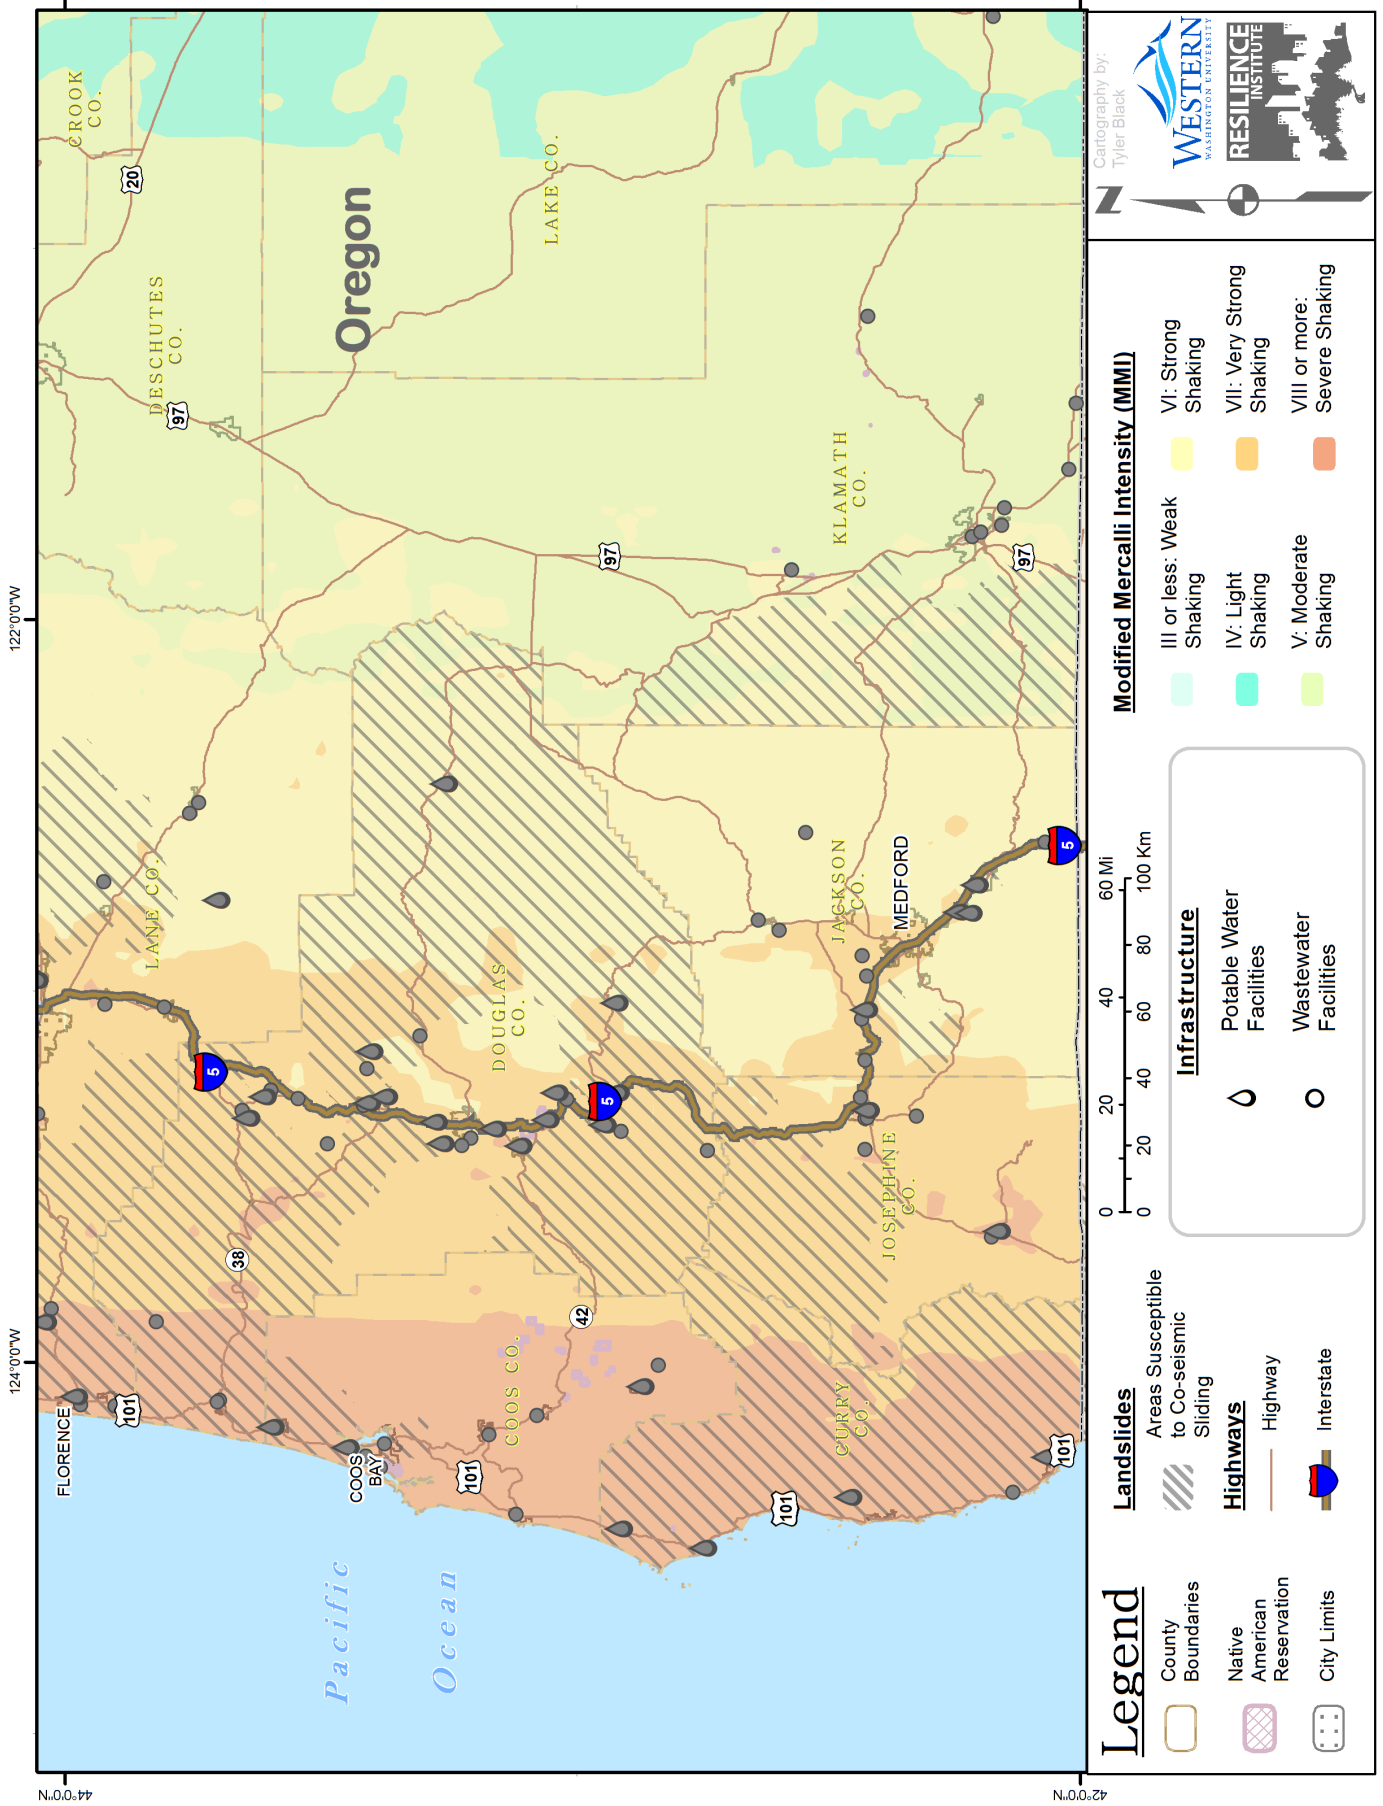 124°0'0"W
122°0'0"W
44°0'0"N
42°0'0"N
FLORENCE
101
38
5
LANE CO.
97
DESCHUTES
CO.
20
CROOK
CO.
Pacific
Ocean
COOS
BAY
101
COOS CO.
42
DOUGLAS
CO.
5
97
Oregon
LAKE CO.
101
CURRY
CO.
JOSEPHINE
CO.
JACKSON
CO.
MEDFORD
KLAMATH
CO.
97
101
5
Legend
County
Boundaries
Native
American
Reservation
City Limits
Landslides
Areas Susceptible
to Co-seismic
Sliding
Highways
Highway
Interstate
0 20 40 60 Mi
0 20 40 60 80 100 Km
Infrastructure
Potable Water
Facilities
Wastewater
Facilities
Modified Mercalli Intensity (MMI)
III or less: Weak
Shaking
IV: Light
Shaking
V: Moderate
Shaking
VI: Strong
Shaking
VII: Very Strong
Shaking
VIII or more:
Severe Shaking
N
Cartography by:
Tyler Black
WESTERN
WASHINGTON UNIVERSITY
RESILIENCE
INSTITUTE